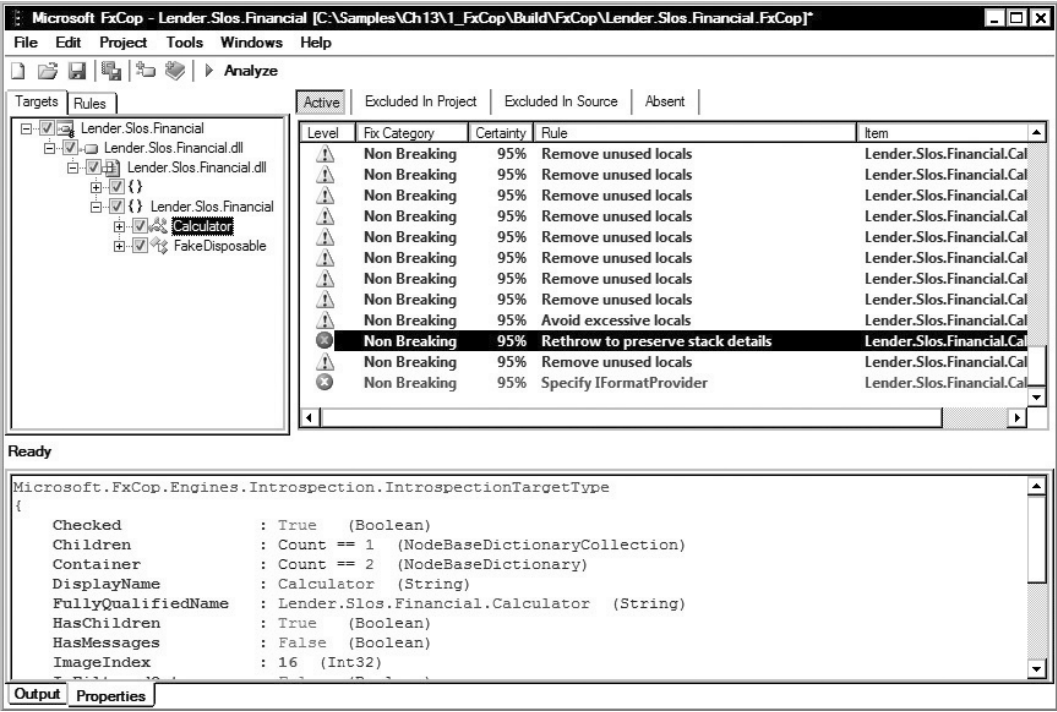 Microsoft FxCop - Lender.Slos.Financial [C:\Samples\Ch13\1_FxCop\Build\FxCop\Lender.Slos.Financial.FxCop]*
File Edit Project Tools Windows Help
Analyze
Targets Rules
Lender.Slos.Financial
Lender.Slos.Financial.dll
Lender.Slos.Financial.dll
{}
{} Lender.Slos.Financial
Calculator
FakeDisposable
Active Excluded In Project Excluded In Source Absent
Level Fix Category Certainty Rule Item
Non Breaking 95% Remove unused locals Lender.Slos.Financial.Cal
Non Breaking 95% Remove unused locals Lender.Slos.Financial.Cal
Non Breaking 95% Remove unused locals Lender.Slos.Financial.Cal
Non Breaking 95% Remove unused locals Lender.Slos.Financial.Cal
Non Breaking 95% Remove unused locals Lender.Slos.Financial.Cal
Non Breaking 95% Remove unused locals Lender.Slos.Financial.Cal
Non Breaking 95% Remove unused locals Lender.Slos.Financial.Cal
Non Breaking 95% Remove unused locals Lender.Slos.Financial.Cal
Non Breaking 95% Avoid excessive locals Lender.Slos.Financial.Cal
Non Breaking 95% Rethrow to preserve stack details Lender.Slos.Financial.Cal
Non Breaking 95% Remove unused locals Lender.Slos.Financial.Cal
Non Breaking 95% Specify IFormatProvider Lender.Slos.Financial.Cal
Ready
Microsoft.FxCop.Engines.Introspection.IntrospectionTargetType
{
Checked : True (Boolean)
Children : Count == 1 (NodeBaseDictionaryCollection)
Container : Count == 2 (NodeBaseDictionary)
DisplayName : Calculator (String)
FullyQualifiedName : Lender.Slos.Financial.Calculator (String)
HasChildren : True (Boolean)
HasMessages : False (Boolean)
ImageIndex : 16 (Int32)
Output Properties